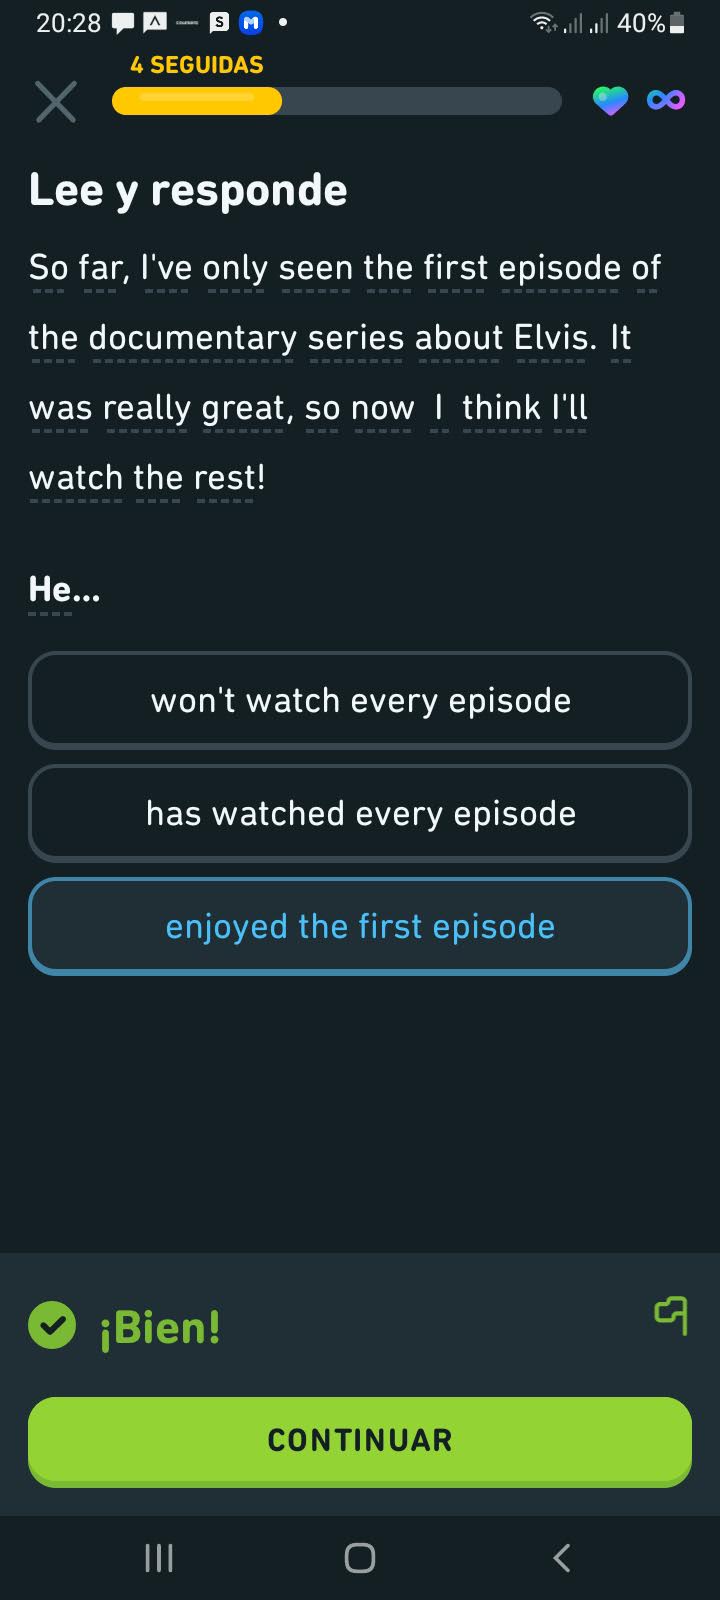 20:28
40%
4 SEGUIDAS
Lee y responde
So far, I've only seen the first episode of
the documentary series about Elvis. It
was really great, so now I think I'll
watch the rest!
He...
won't watch every episode
has watched every episode
enjoyed the first episode
¡Bien!
CONTINUAR